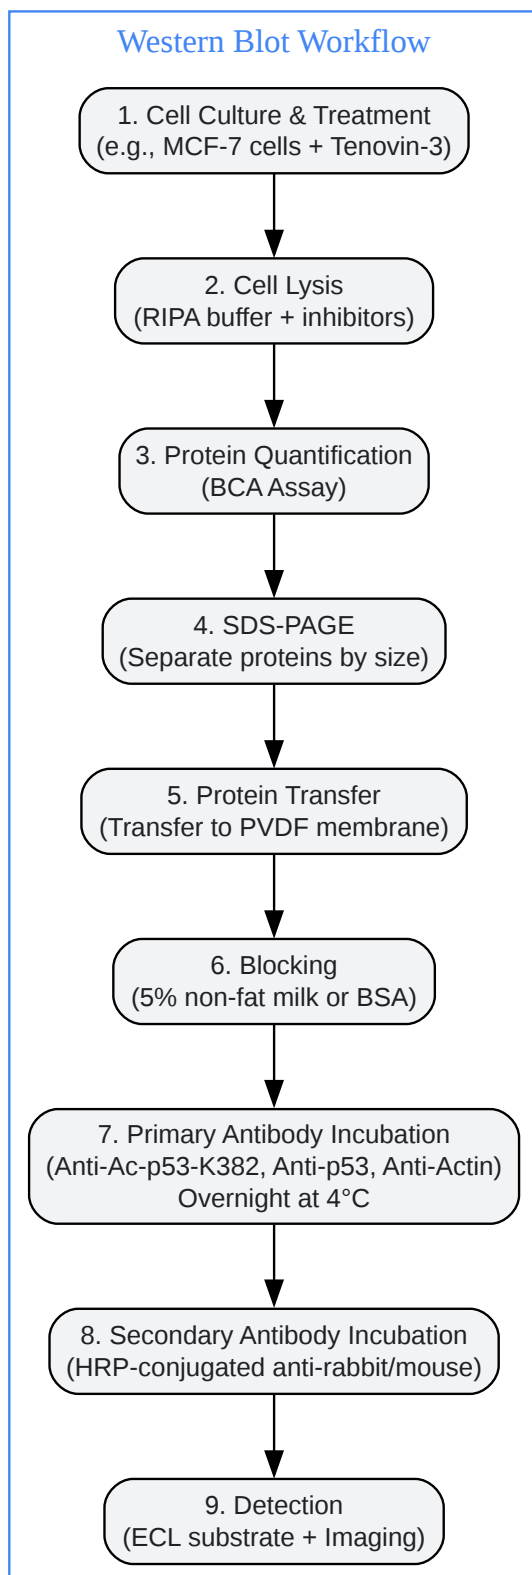 Western Blot Workflow
1. Cell Culture & Treatment
(e.g., MCF-7 cells + Tenovin-3)
2. Cell Lysis
(RIPA buffer + inhibitors)
3. Protein Quantification
(BCA Assay)
4. SDS-PAGE
(Separate proteins by size)
5. Protein Transfer
(Transfer to PVDF membrane)
6. Blocking
(5% non-fat milk or BSA)
7. Primary Antibody Incubation
(Anti-Ac-p53-K382, Anti-p53, Anti-Actin)
Overnight at 4°C
8. Secondary Antibody Incubation
(HRP-conjugated anti-rabbit/mouse)
9. Detection
(ECL substrate + Imaging)